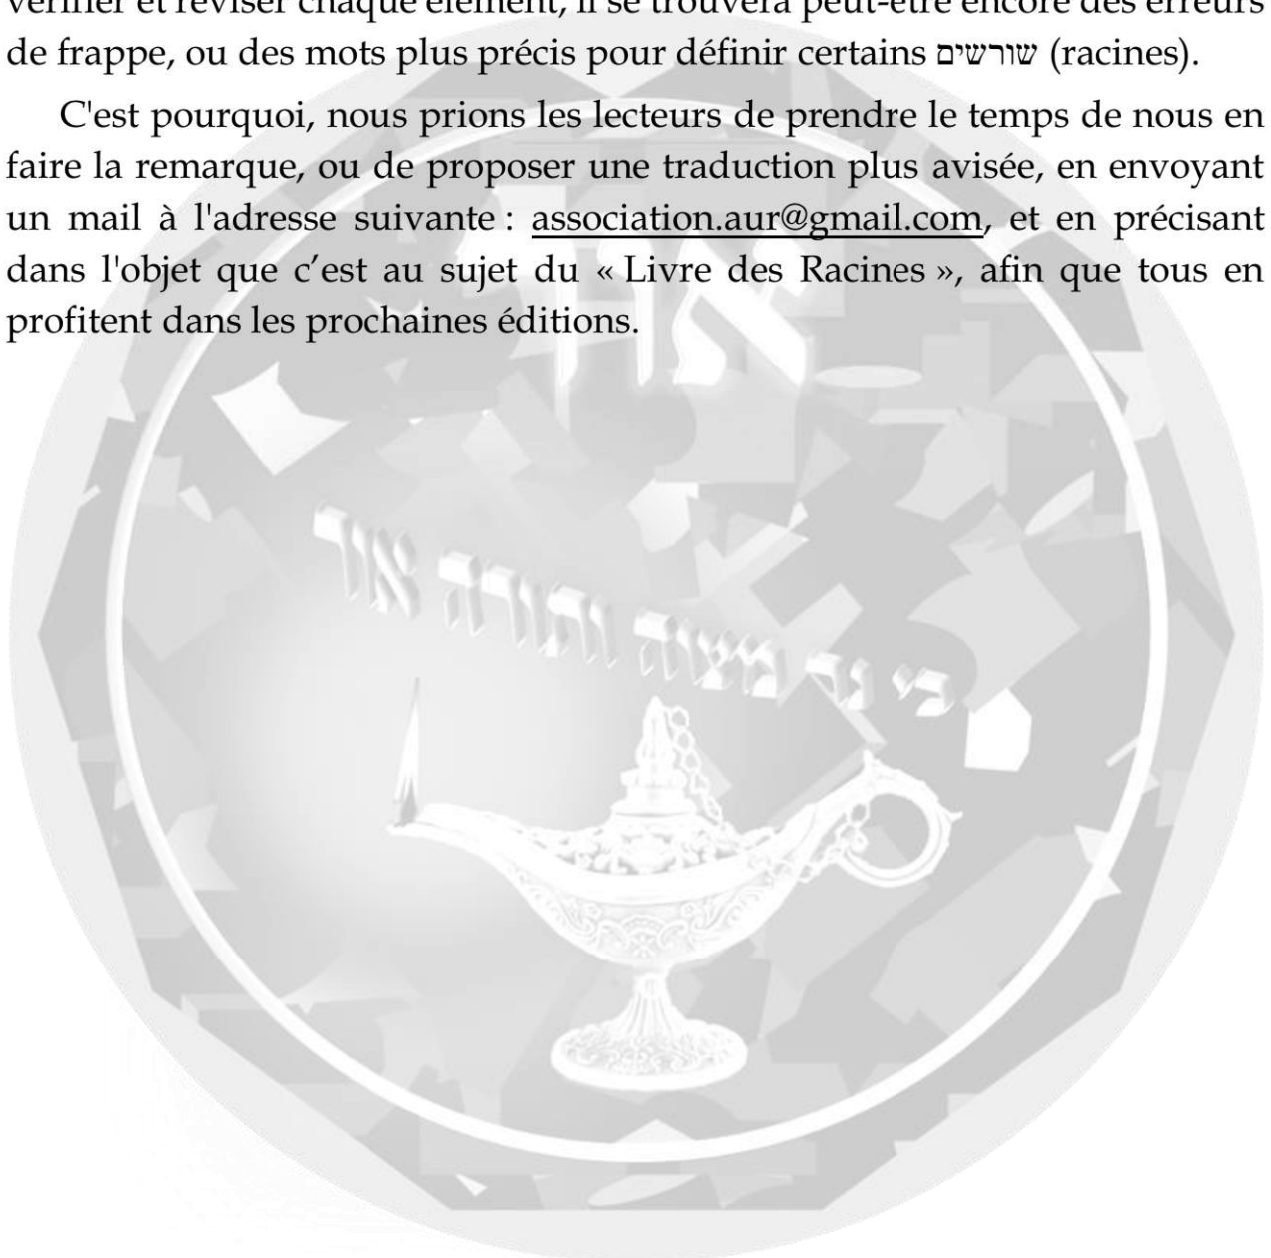 vérifier et réviser chaque élément, il se trouvera peut-être encore des erreurs
de frappe, ou des mots plus précis pour définir certains שורשים (racines).
C'est pourquoi, nous prions les lecteurs de prendre le temps de nous en
faire la remarque, ou de proposer une traduction plus avisée, en envoyant
un mail à l'adresse suivante : association.aur@gmail.com, et en précisant
dans l'objet que c’est au sujet du « Livre des Racines », afin que tous en
profitent dans les prochaines éditions.
אור
כי נר מצוה ותורה אור